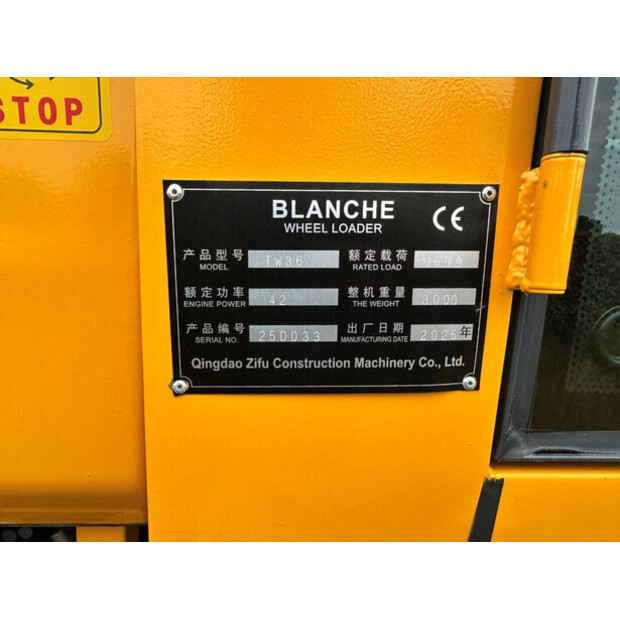 STOP
BLANCHE
WHEEL LOADER
CE
产品型号 TW36 额定载荷
MODEL RATED LOAD
额定功率 42 整机重量 3000
ENGINE POWER THE WEIGHT
产品编号 250033 出厂日期 2025年
SERIAL NO. MANUFACTURING DATE
Qingdao Zifu Construction Machinery Co., Ltd.